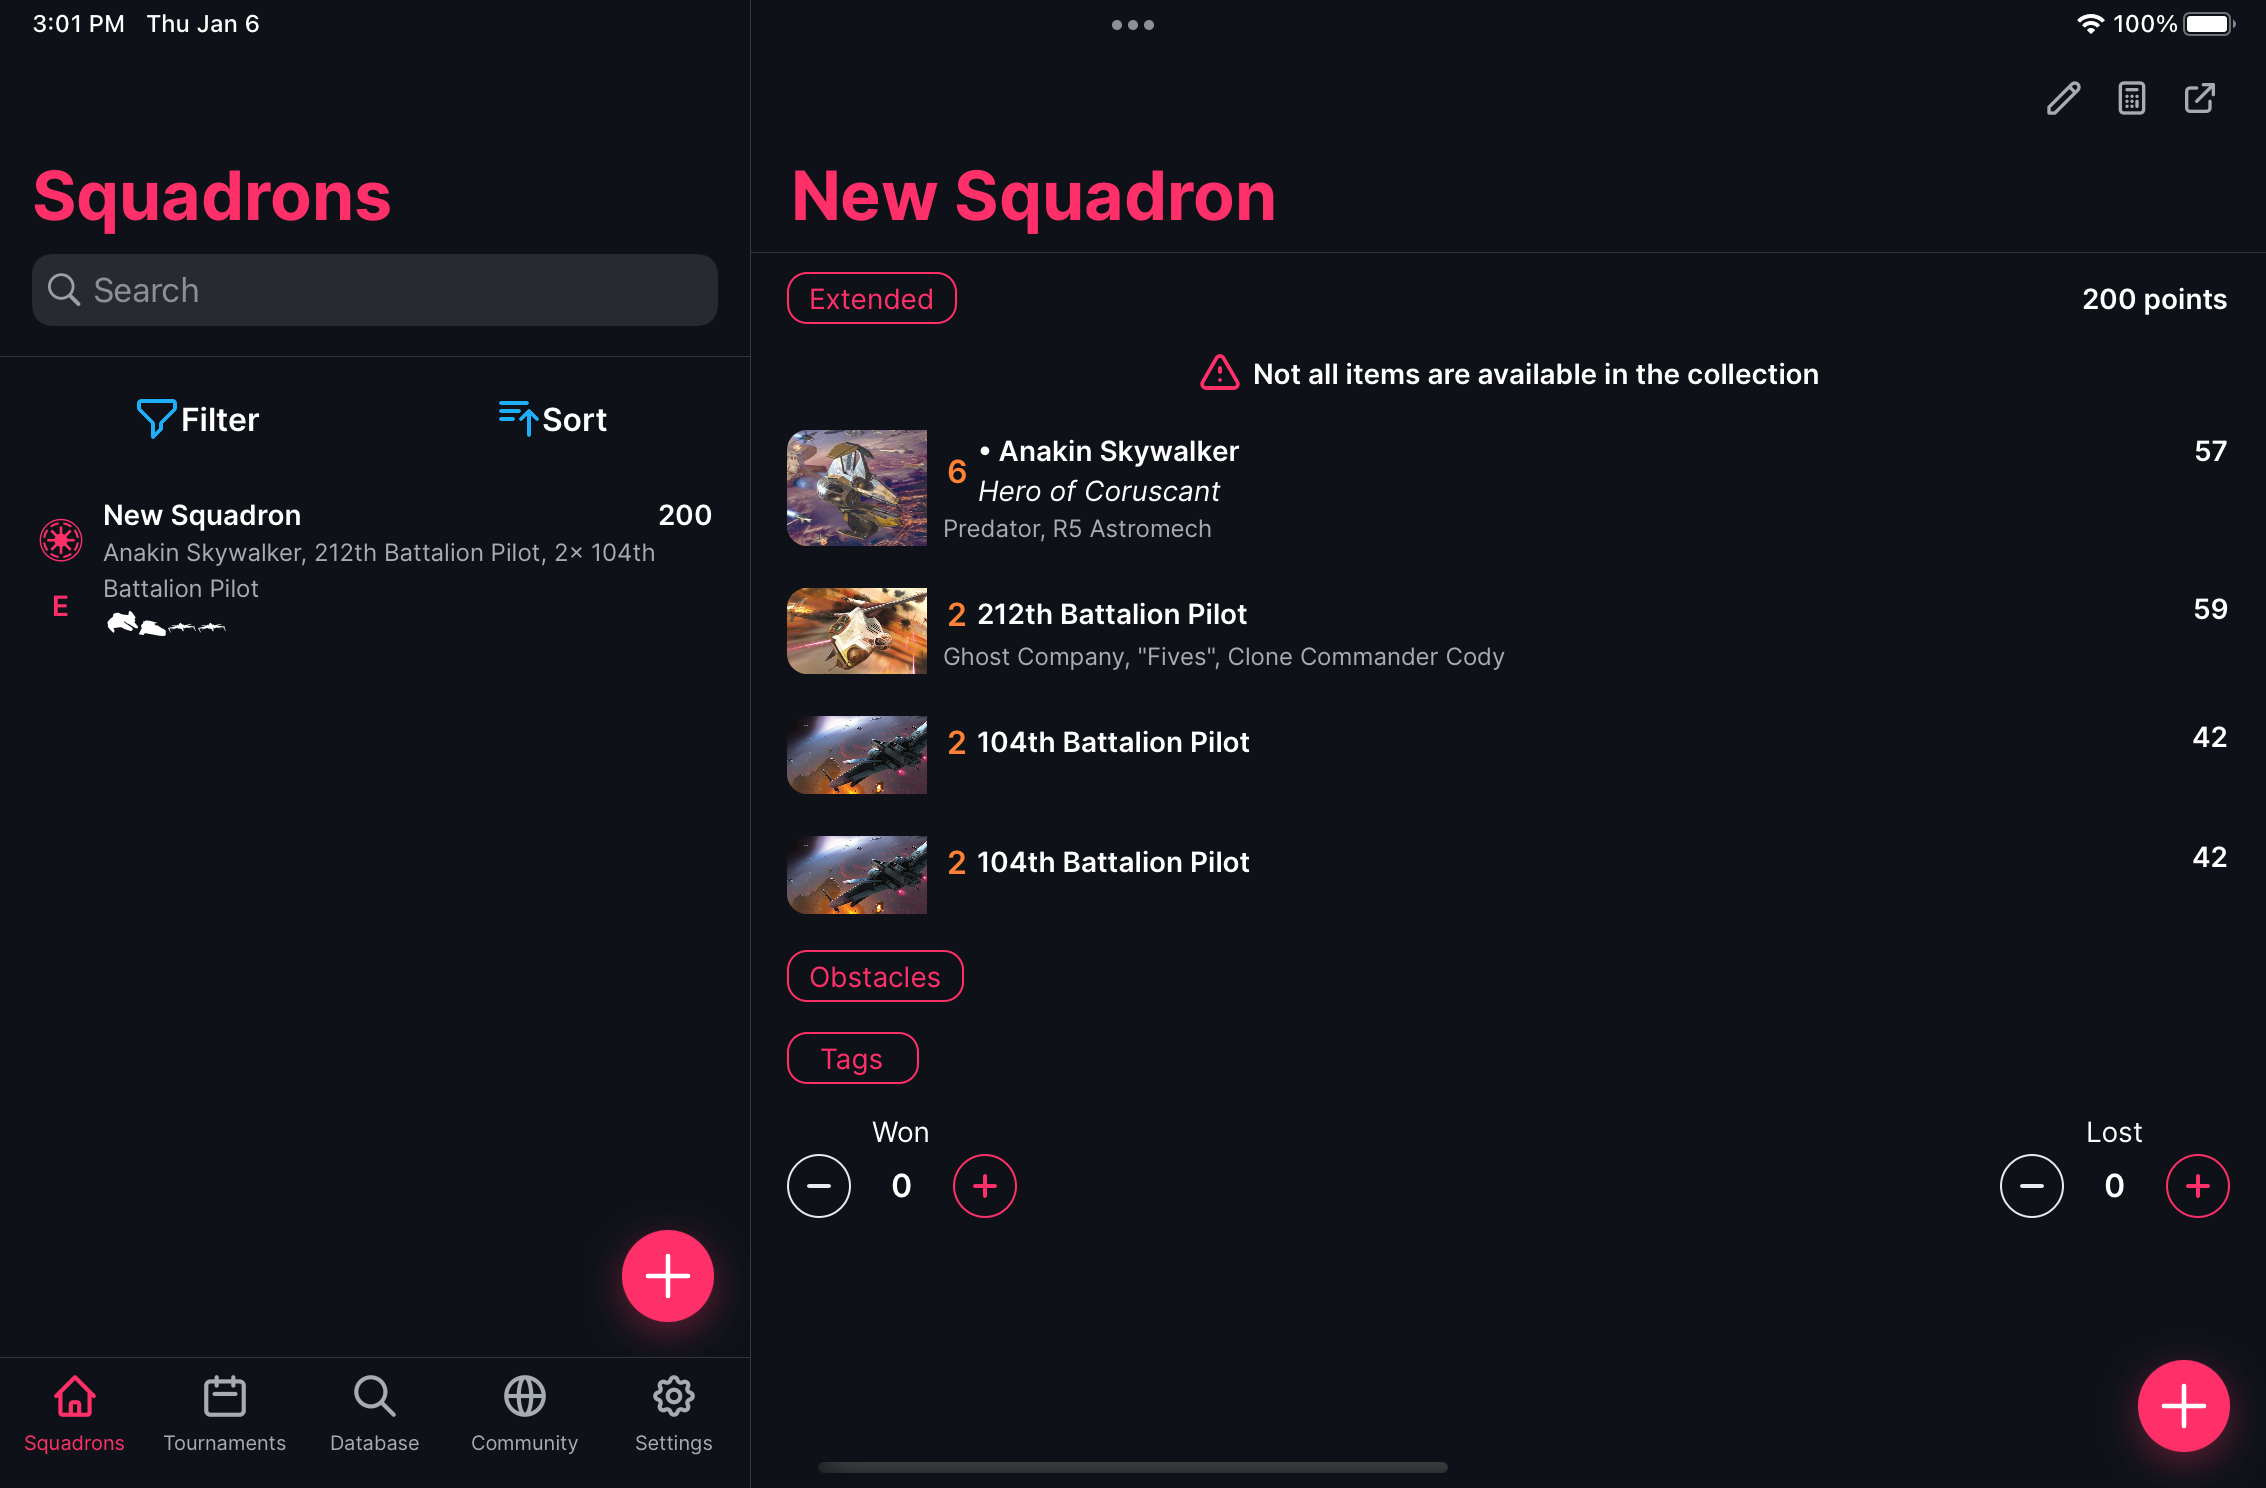 3:01 PM Thu Jan 6
100%
Squadrons
Search
Filter
Sort
New Squadron 200
Anakin Skywalker, 212th Battalion Pilot, 2× 104th
Battalion Pilot
E
Squadrons
Tournaments
Database
Community
Settings
New Squadron
Extended
200 points
Not all items are available in the collection
6 • Anakin Skywalker 57
Hero of Coruscant
Predator, R5 Astromech
2 212th Battalion Pilot 59
Ghost Company, "Fives", Clone Commander Cody
2 104th Battalion Pilot 42
2 104th Battalion Pilot 42
Obstacles
Tags
Won
0
Lost
0